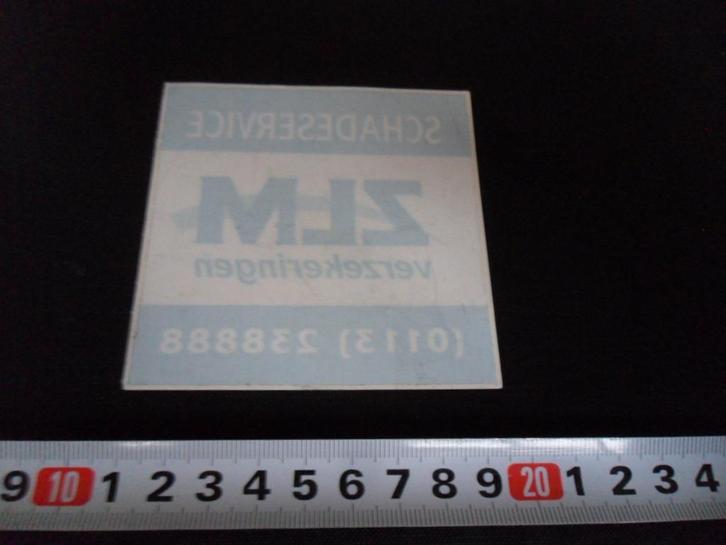 SCHADESERVICE
ZLM
verzekeringen
(0113) 238888
9 10 1 2 3 4 5 6 7 8 9 20 1 2 3 4